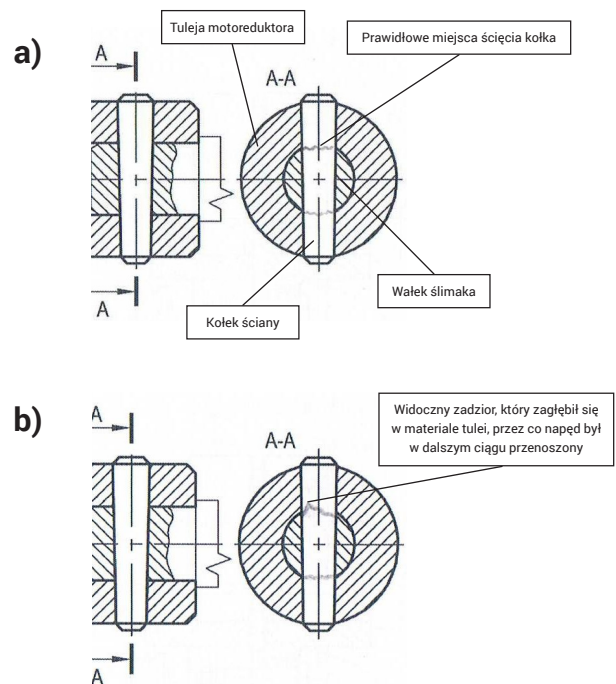 a)
A
Tuleja motoreduktora
Prawidłowe miejsca ścięcia kołka
A-A
A
Kołek ściany
Wałek ślimaka
b)
A
A-A
Widoczny zadzior, który zagłębił się
w materiale tulei, przez co napęd był
w dalszym ciągu przenoszony
A